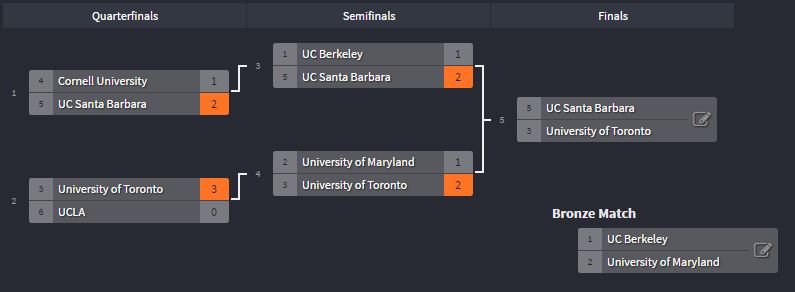 Quarterfinals Semifinals Finals
1
4 Cornell University 1
5 UC Santa Barbara 2
2
3 University of Toronto 3
6 UCLA 0
3
1 UC Berkeley 1
5 UC Santa Barbara 2
4
2 University of Maryland 1
3 University of Toronto 2
5
5 UC Santa Barbara
3 University of Toronto
Bronze Match
1 UC Berkeley
2 University of Maryland